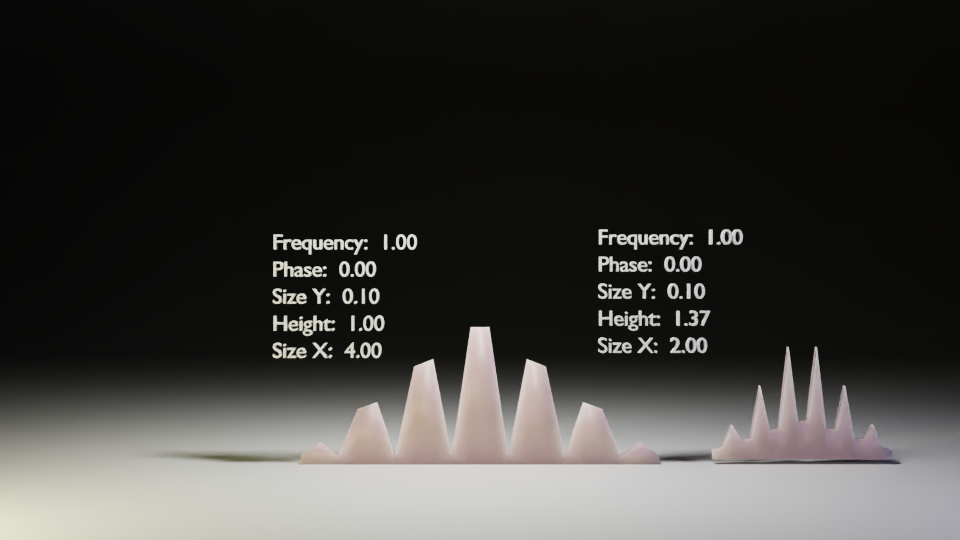 Frequency: 1.00
Phase: 0.00
Size Y: 0.10
Height: 1.00
Size X: 4.00
Frequency: 1.00
Phase: 0.00
Size Y: 0.10
Height: 1.37
Size X: 2.00